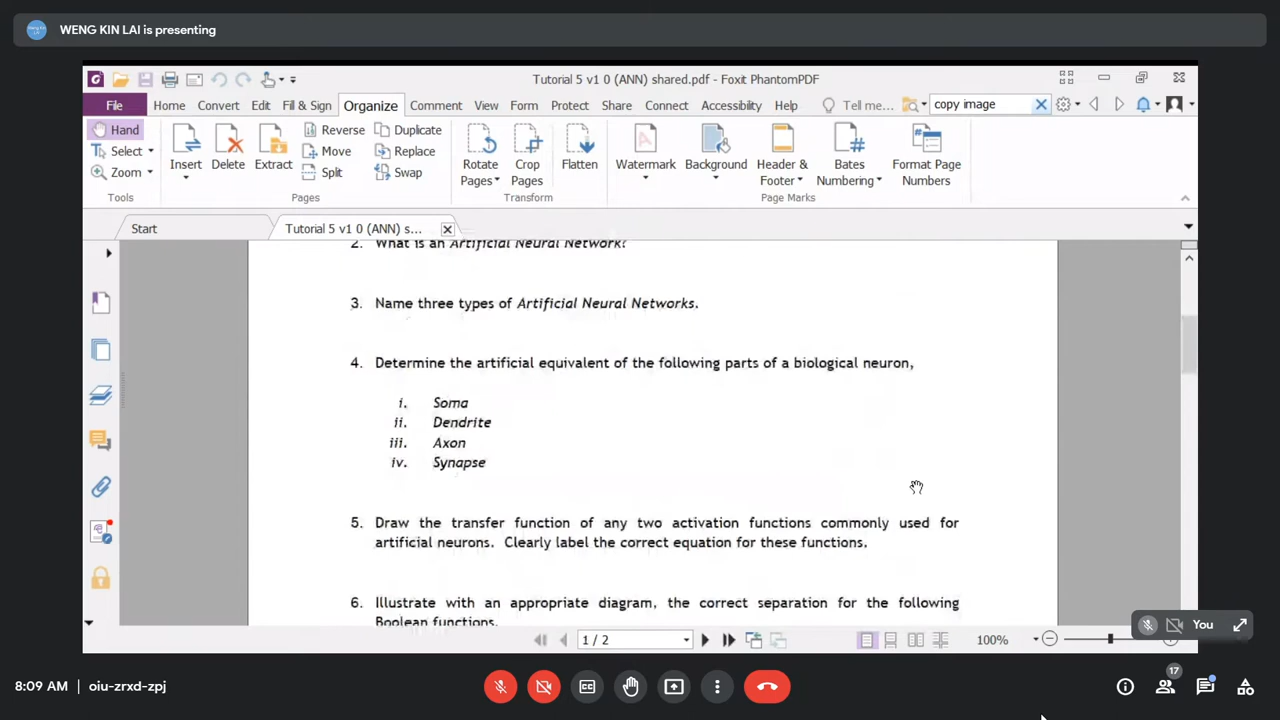 WENG KIN LAI is presenting
Tutorial 5 v1 0 (ANN) shared.pdf - Foxit PhantomPDF
File Home Convert Edit Fill & Sign Organize Comment View Form Protect Share Connect Accessibility Help Tell me... copy image
Hand
Select
Zoom
Tools
Insert
Delete
Extract
Reverse
Move
Split
Duplicate
Replace
Swap
Pages
Rotate Pages
Crop Pages
Flatten
Transform
Watermark
Background
Header & Footer
Bates Numbering
Format Page Numbers
Page Marks
Start
Tutorial 5 v1 0 (ANN) s...
2. What is an Artificial Neural Network?
3. Name three types of Artificial Neural Networks.
4. Determine the artificial equivalent of the following parts of a biological neuron,
i. Soma
ii. Dendrite
iii. Axon
iv. Synapse
5. Draw the transfer function of any two activation functions commonly used for
artificial neurons. Clearly label the correct equation for these functions.
6. Illustrate with an appropriate diagram, the correct separation for the following
Boolean functions.
1 / 2
100%
You
8:09 AM | oiu-zrxd-zpj
17